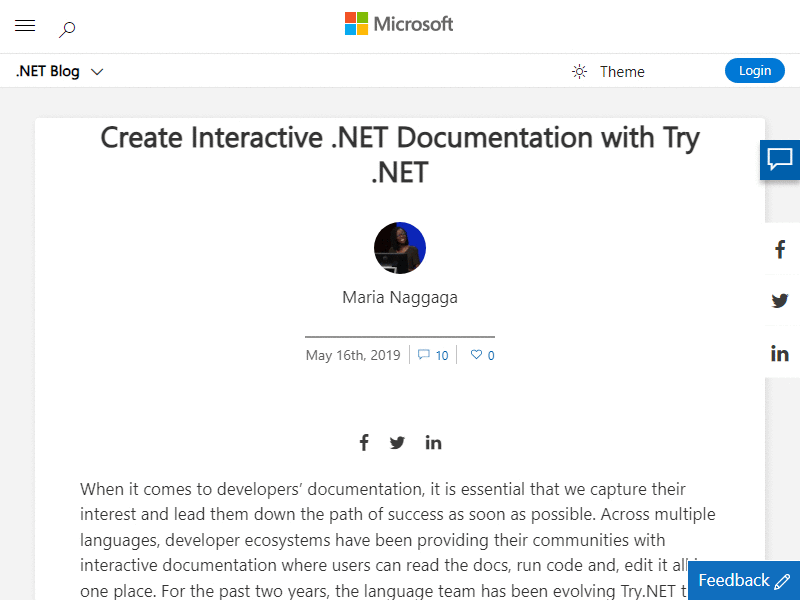 Microsoft
.NET Blog
Theme
Login
Create Interactive .NET Documentation with Try
.NET
Maria Naggaga
May 16th, 2019
10
0
When it comes to developers’ documentation, it is essential that we capture their
interest and lead them down the path of success as soon as possible. Across multiple
languages, developer ecosystems have been providing their communities with
interactive documentation where users can read the docs, run code and, edit it all
one place. For the past two years, the language team has been evolving Try.NET
Feedback